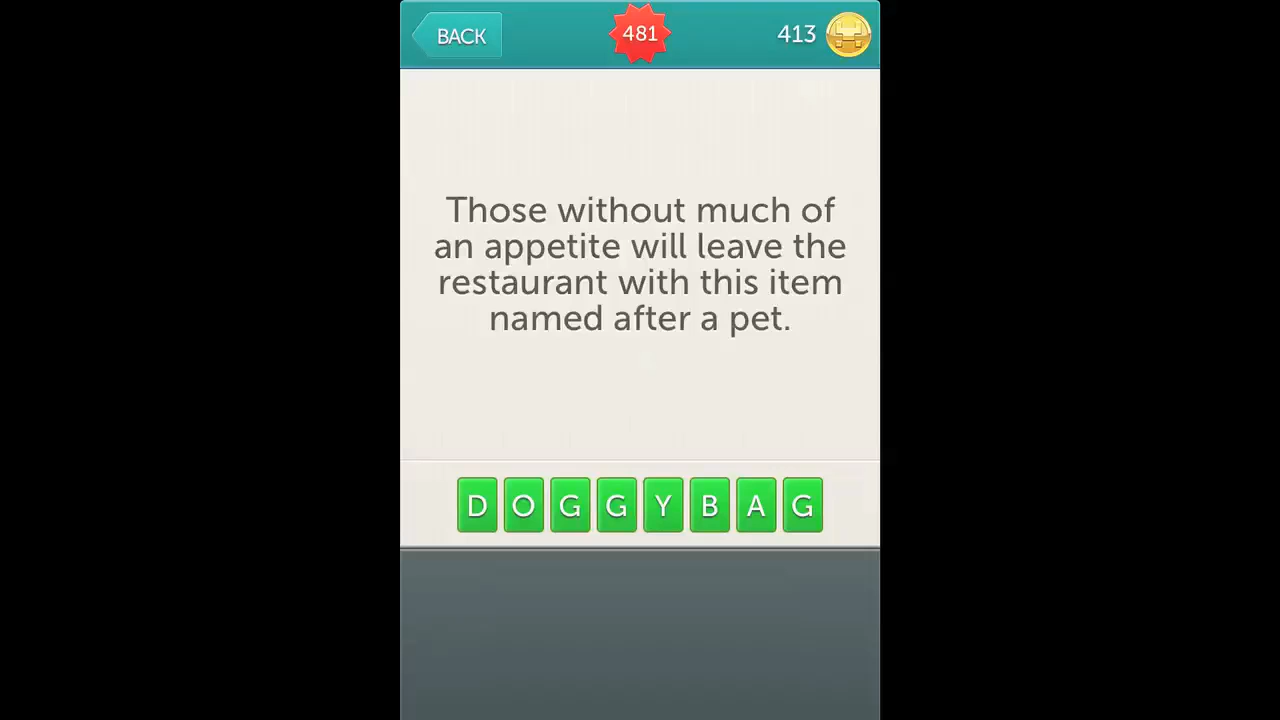 BACK
481
413
Those without much of
an appetite will leave the
restaurant with this item
named after a pet.
DOGGYBAG